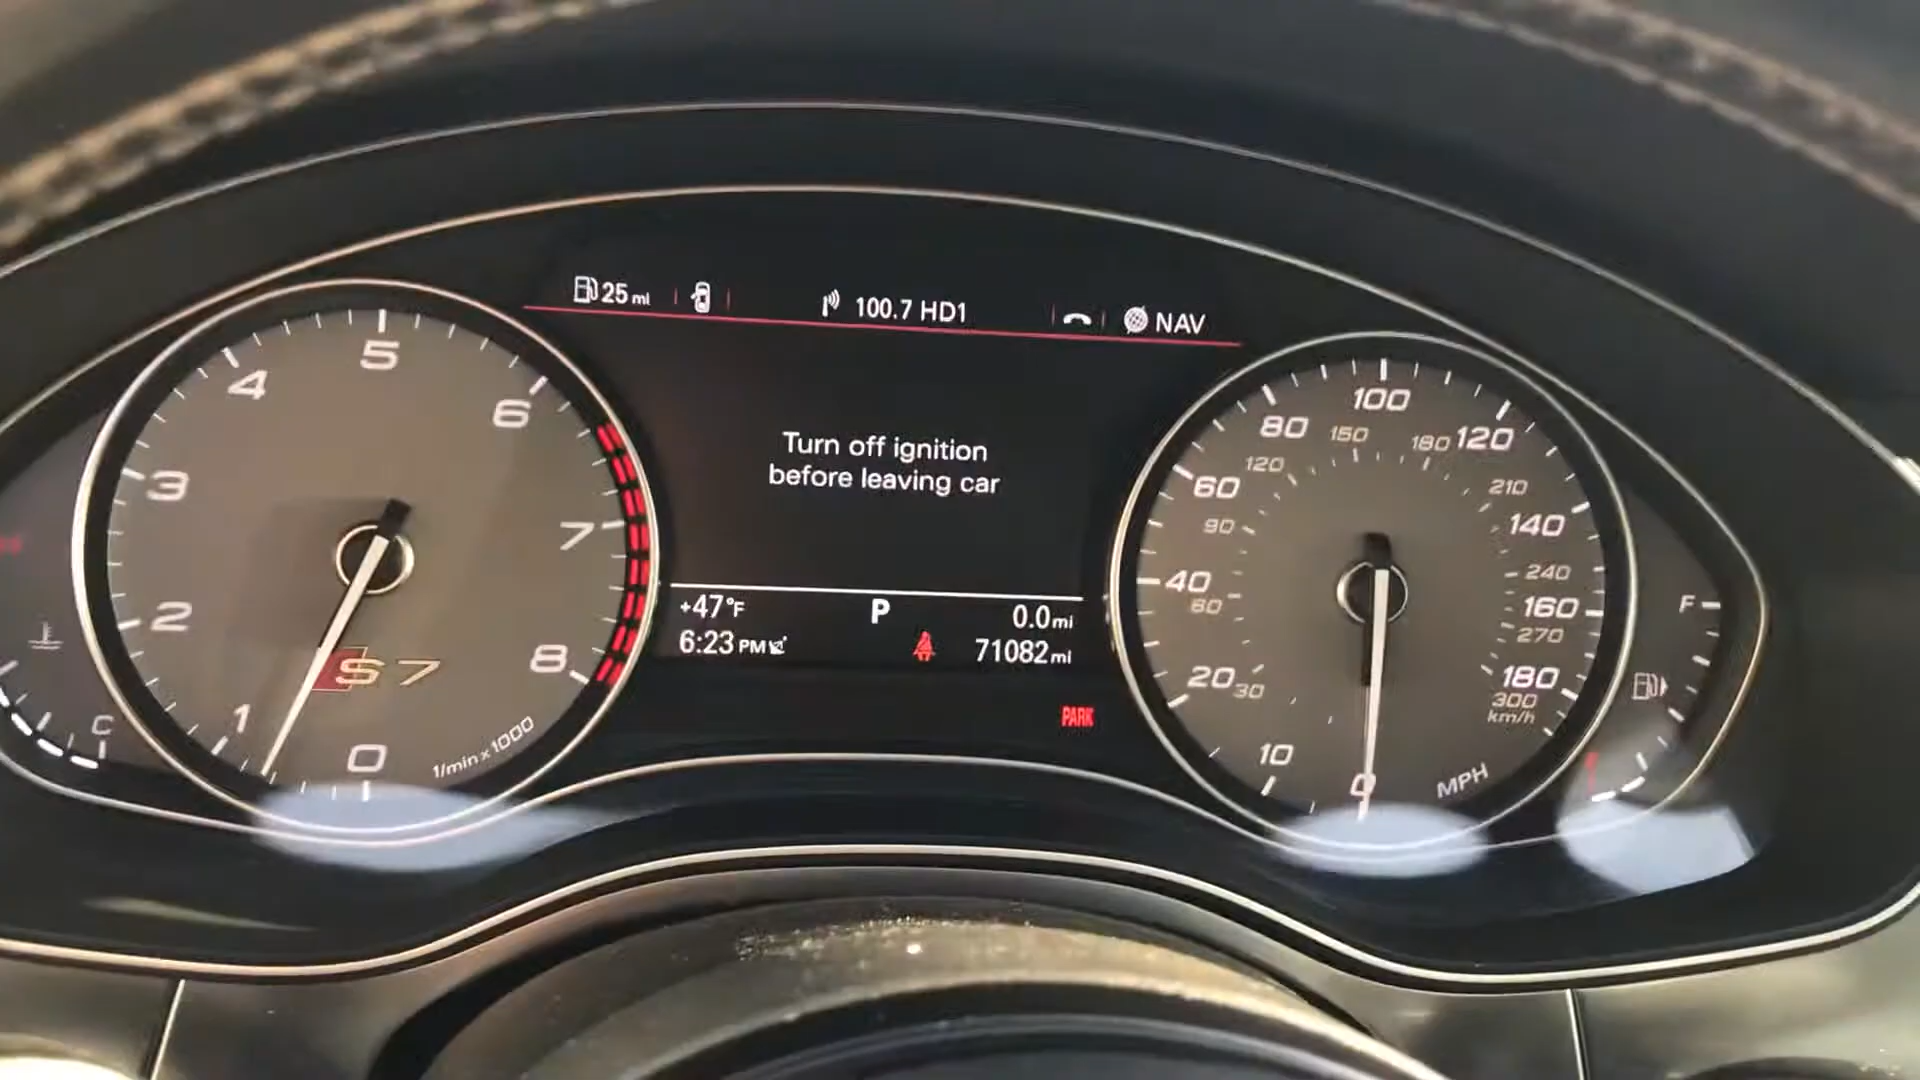 25 mi
100.7 HD1
NAV
Turn off ignition
before leaving car
+47°F
P
0.0 mi
6:23 PM
71082 mi
PARK
0
1
2
3
4
5
6
7
8
S7
1/min x 1000
C
0
10
20
40
60
80
100
120
140
160
180
MPH
30
60
90
120
150
180
210
240
270
300
km/h
F